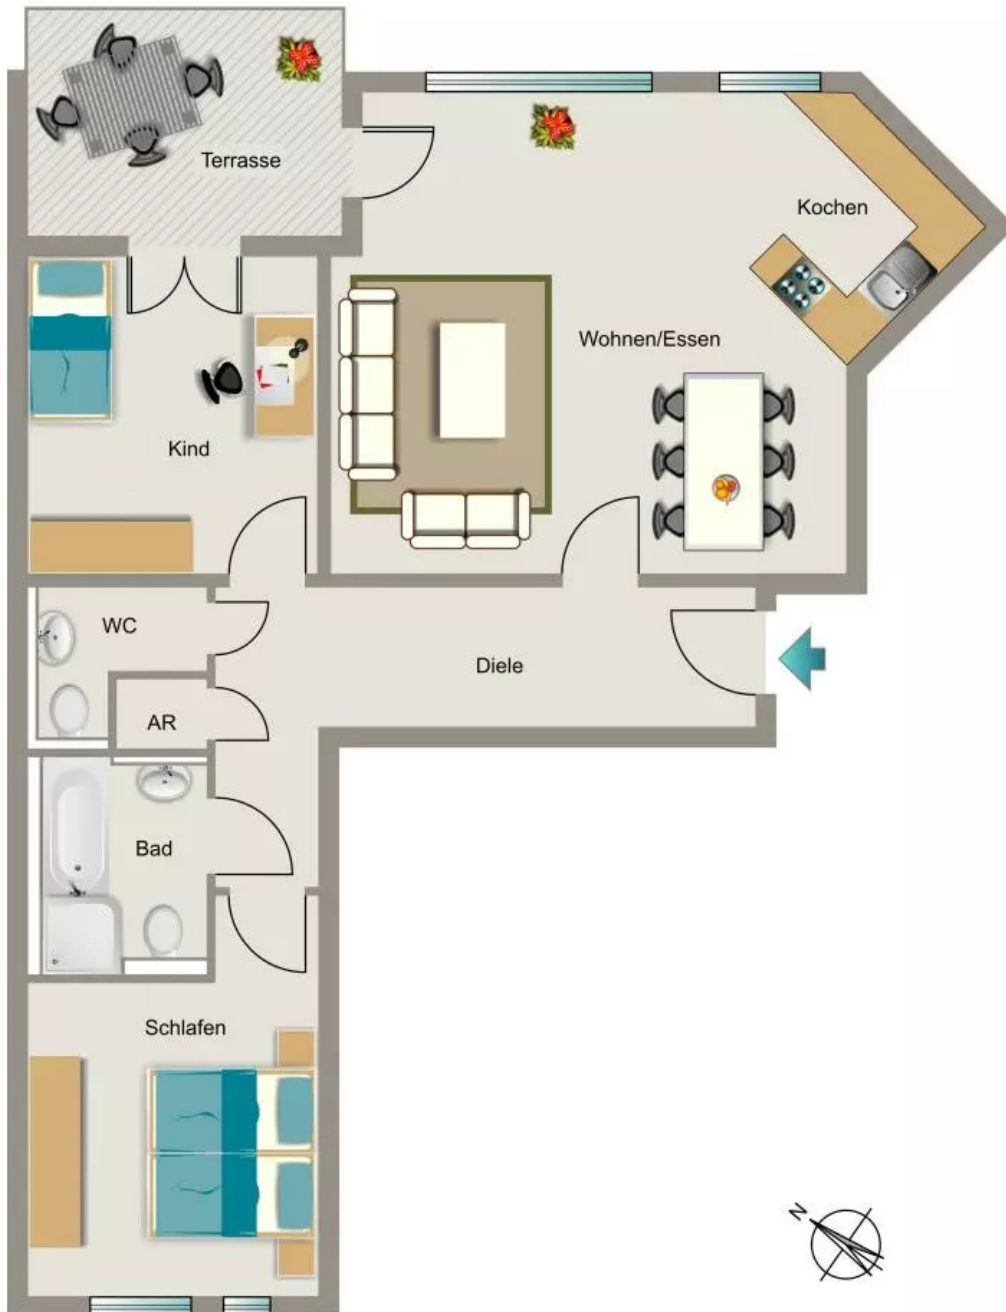 Terrasse
Kochen
Wohnen/Essen
Kind
WC
Diele
AR
Bad
Schlafen
N